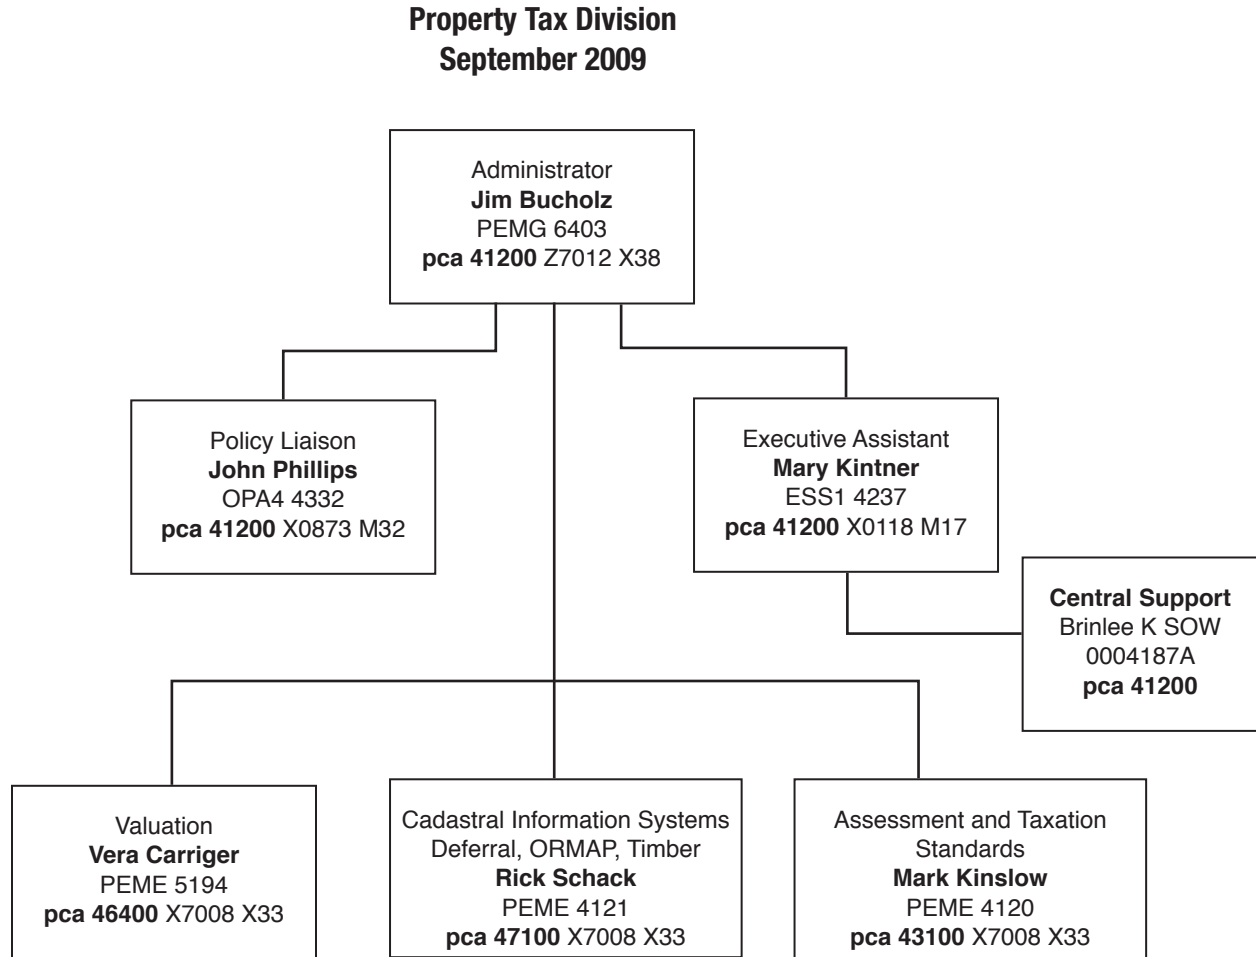 Property Tax Division
September 2009
Administrator
Jim Bucholz
PEMG 6403
pca 41200 Z7012 X38
Policy Liaison
John Phillips
OPA4 4332
pca 41200 X0873 M32
Executive Assistant
Mary Kintner
ESS1 4237
pca 41200 X0118 M17
Central Support
Brinlee K SOW
0004187A
pca 41200
Valuation
Vera Carriger
PEME 5194
pca 46400 X7008 X33
Cadastral Information Systems
Deferral, ORMAP, Timber
Rick Schack
PEME 4121
pca 47100 X7008 X33
Assessment and Taxation
Standards
Mark Kinslow
PEME 4120
pca 43100 X7008 X33